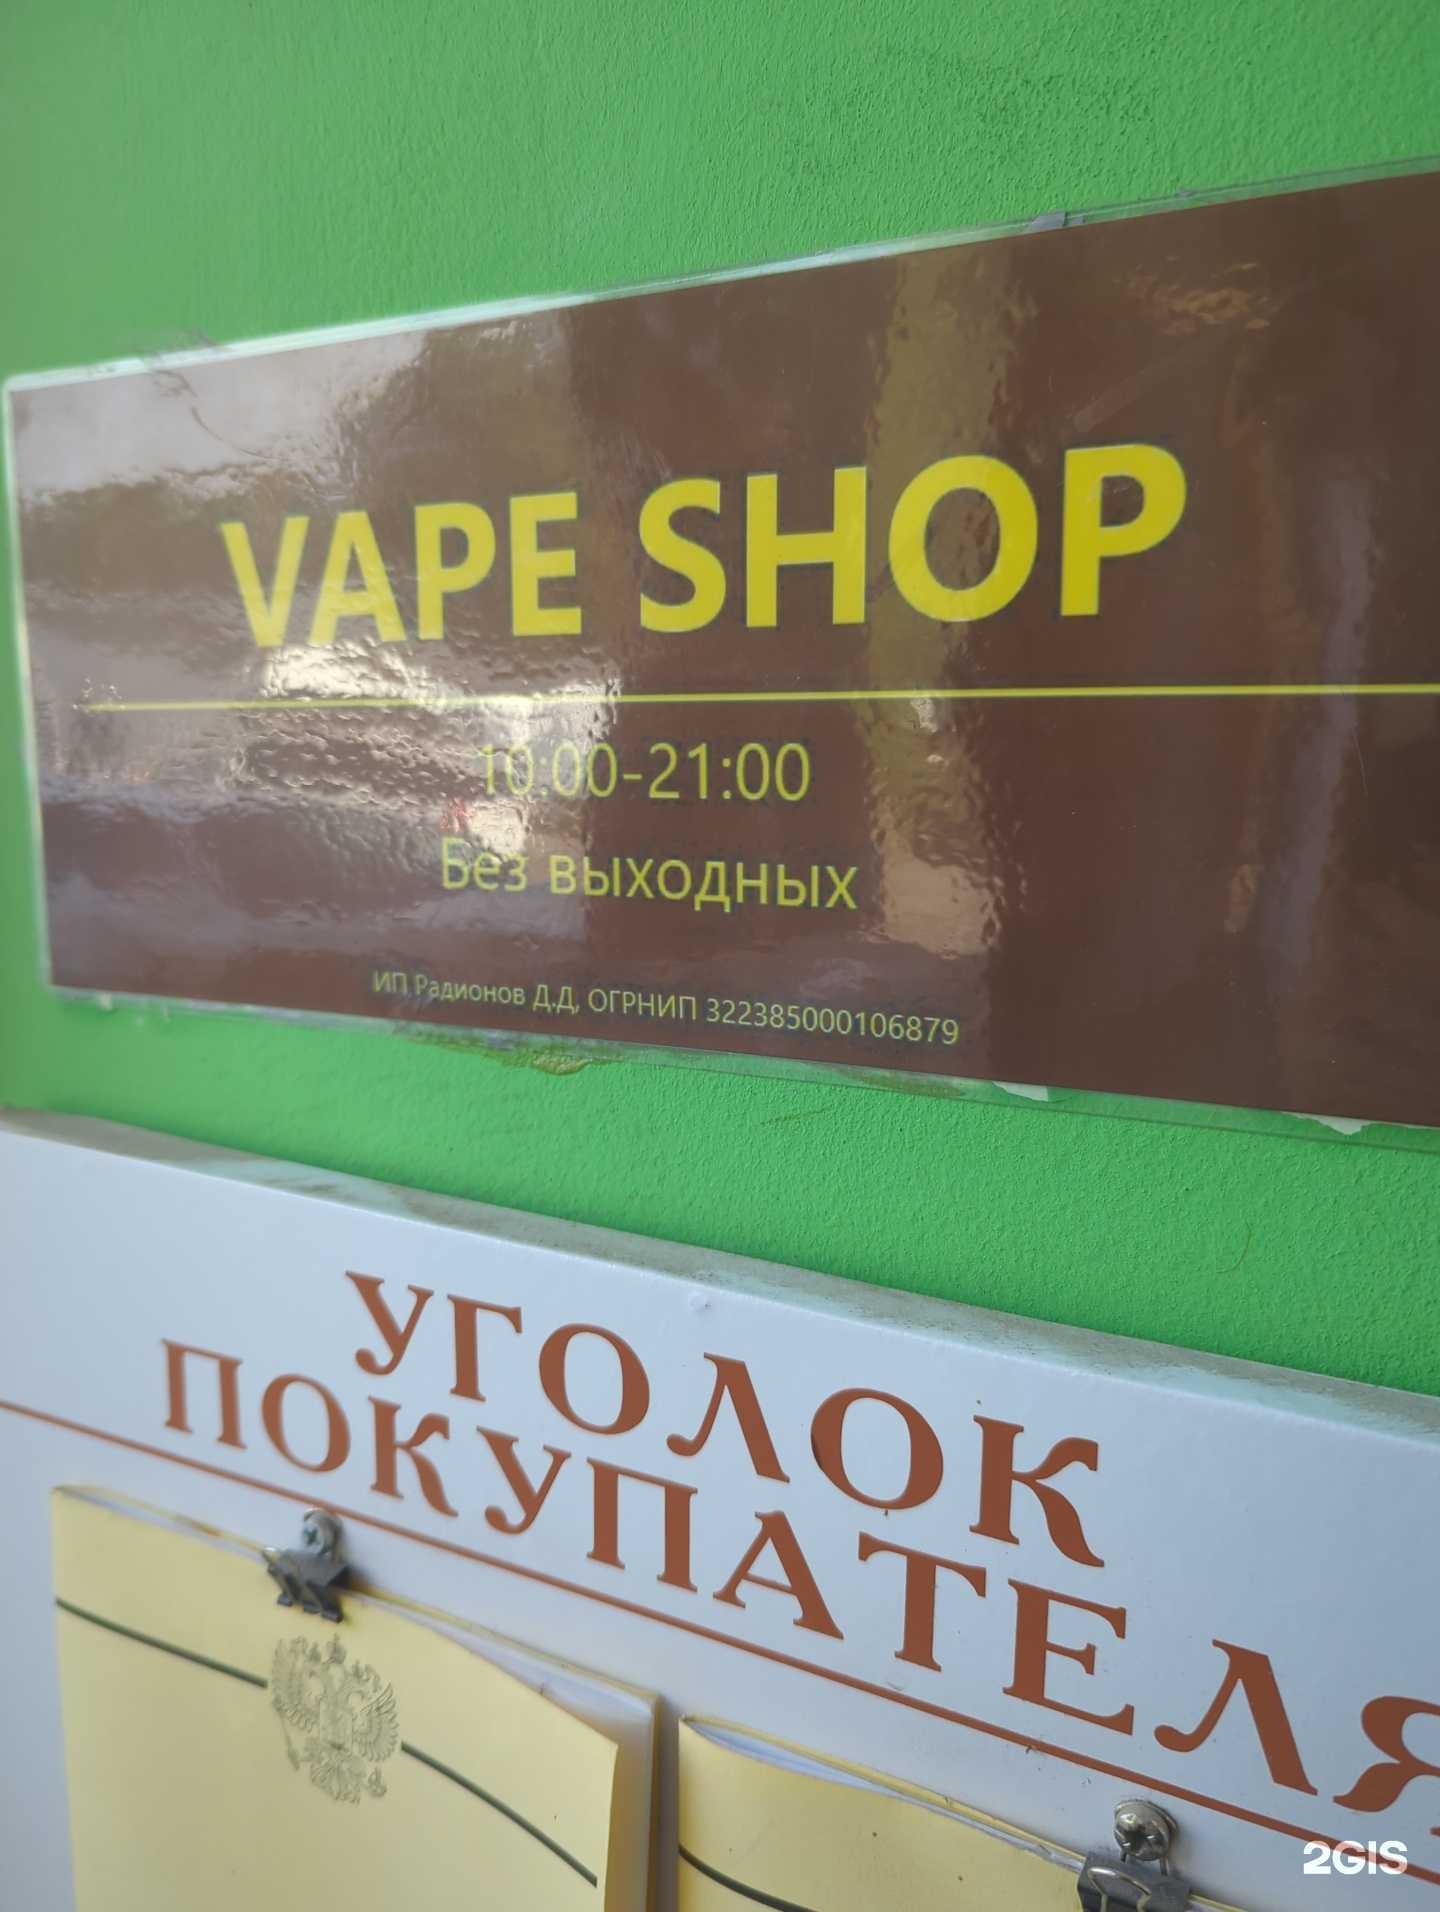 VAPE SHOP
10:00-21:00
Без выходных
ИП Радионов Д.Д, ОГРНИП 322385000106879
УГОЛОК
ПОКУПАТЕЛЯ
2GIS